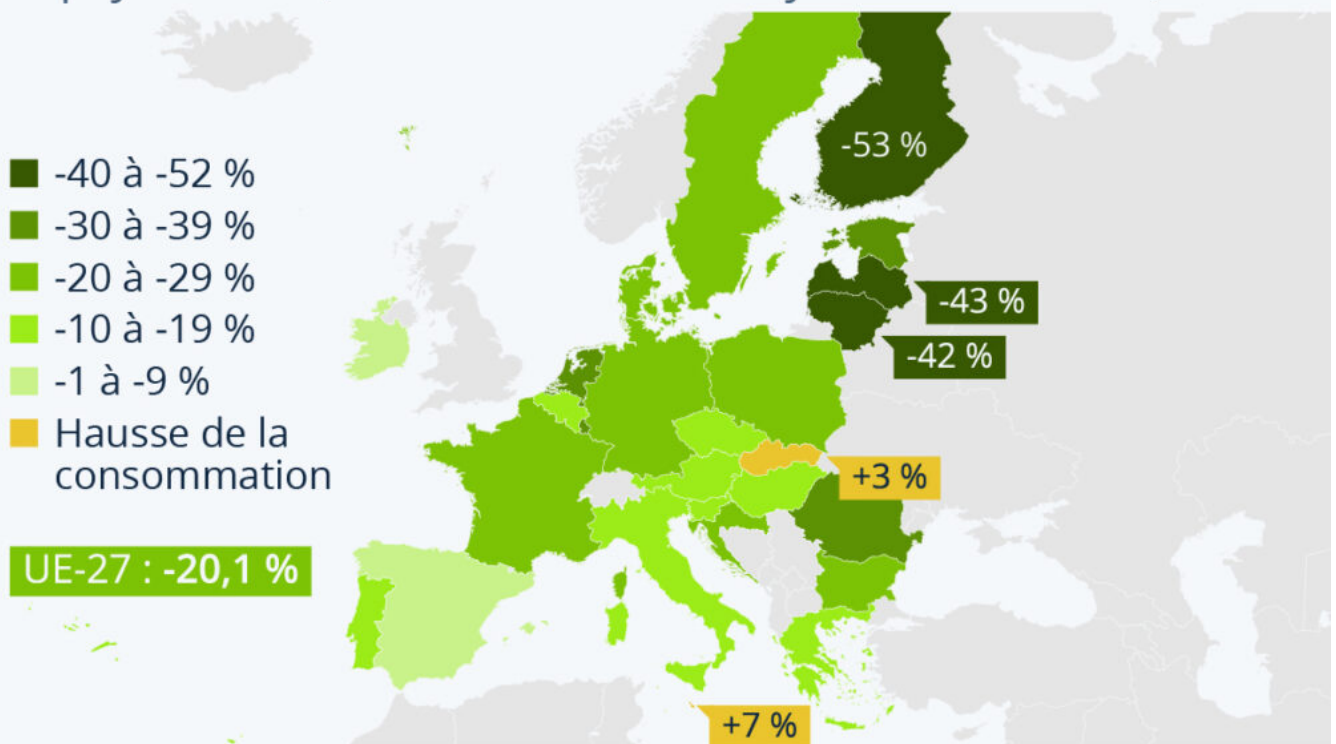 -40 à -52 %
-30 à -39 %
-20 à -29 %
-10 à -19 %
-1 à -9 %
Hausse de la
consommation
UE-27 : -20,1 %
-53 %
-43 %
-42 %
+3 %
+7 %